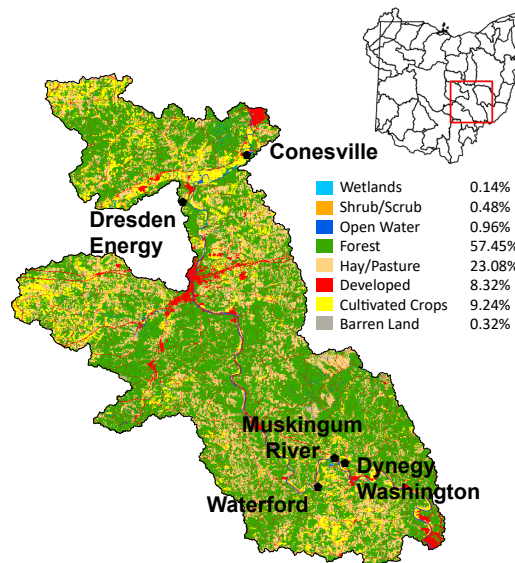 Conesville
Dresden
Energy
Wetlands 0.14%
Shrub/Scrub 0.48%
Open Water 0.96%
Forest 57.45%
Hay/Pasture 23.08%
Developed 8.32%
Cultivated Crops 9.24%
Barren Land 0.32%
Muskingum
River
Dynegy
Washington
Waterford